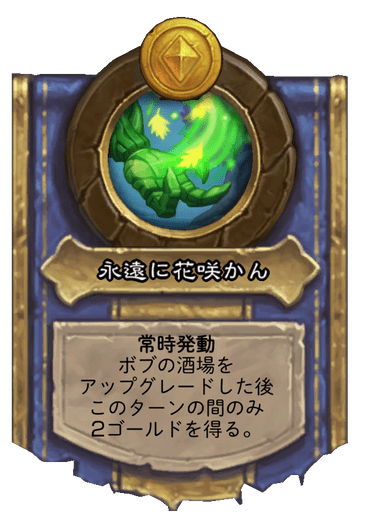 永遠に花咲かん
常時発動
ボブの酒場を
アップグレードした後
このターンの間のみ
2ゴールドを得る。